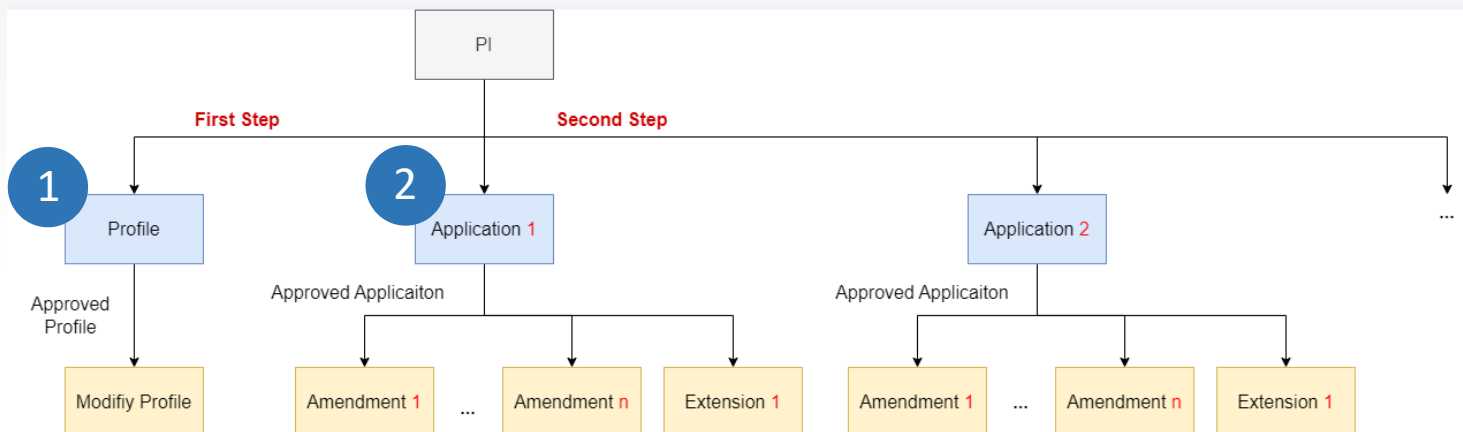 PI
First Step
Second Step
1
2
Profile
Application 1
Application 2
...
Approved
Profile
Approved Applicaiton
Approved Applicaiton
Modifiy Profile
Amendment 1
...
Amendment n
Extension 1
Amendment 1
...
Amendment n
Extension 1